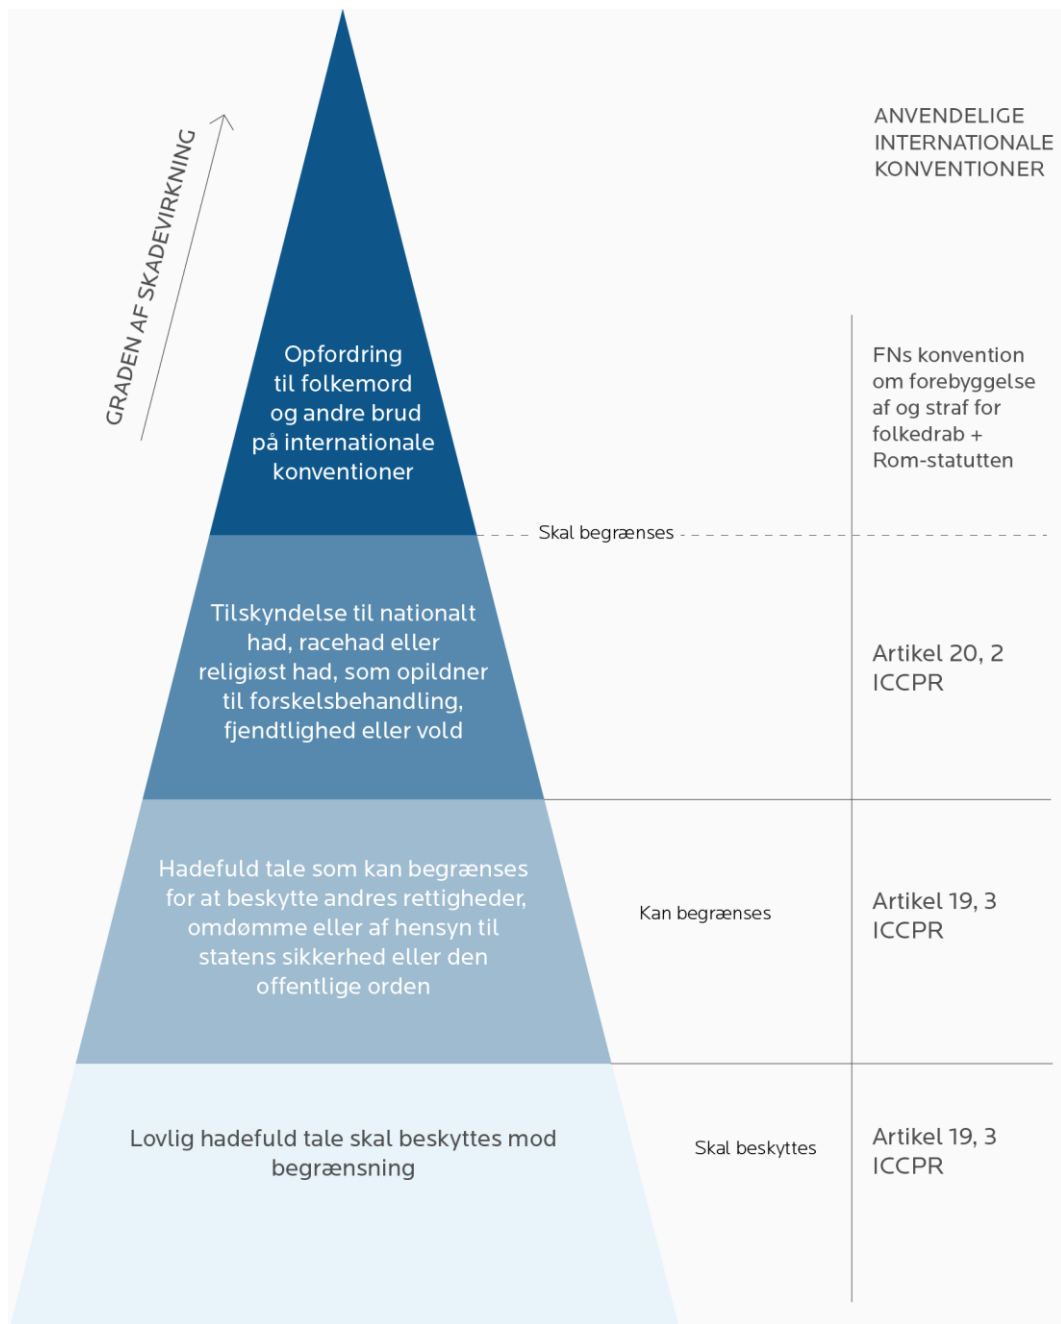 ANVENDELIGE
INTERNATIONALE
KONVENTIONER
GRADEN AF SKADEVIRKNING
Opfordring
til folkemord
og andre brud
på internationale
konventioner
FNs konvention
om forebyggelse
af og straf for
folkedrab +
Rom-statutten
Skal begrænses
Tilskyndelse til nationalt
had, racehad eller
religiøst had, som opildner
til forskelsbehandling,
fjendtlighed eller vold
Artikel 20, 2
ICCPR
Hadefuld tale som kan begrænses
for at beskytte andres rettigheder,
omdømme eller af hensyn til
statens sikkerhed eller den
offentlige orden
Kan begrænses
Artikel 19, 3
ICCPR
Lovlig hadefuld tale skal beskyttes mod
begrænsning
Skal beskyttes
Artikel 19, 3
ICCPR